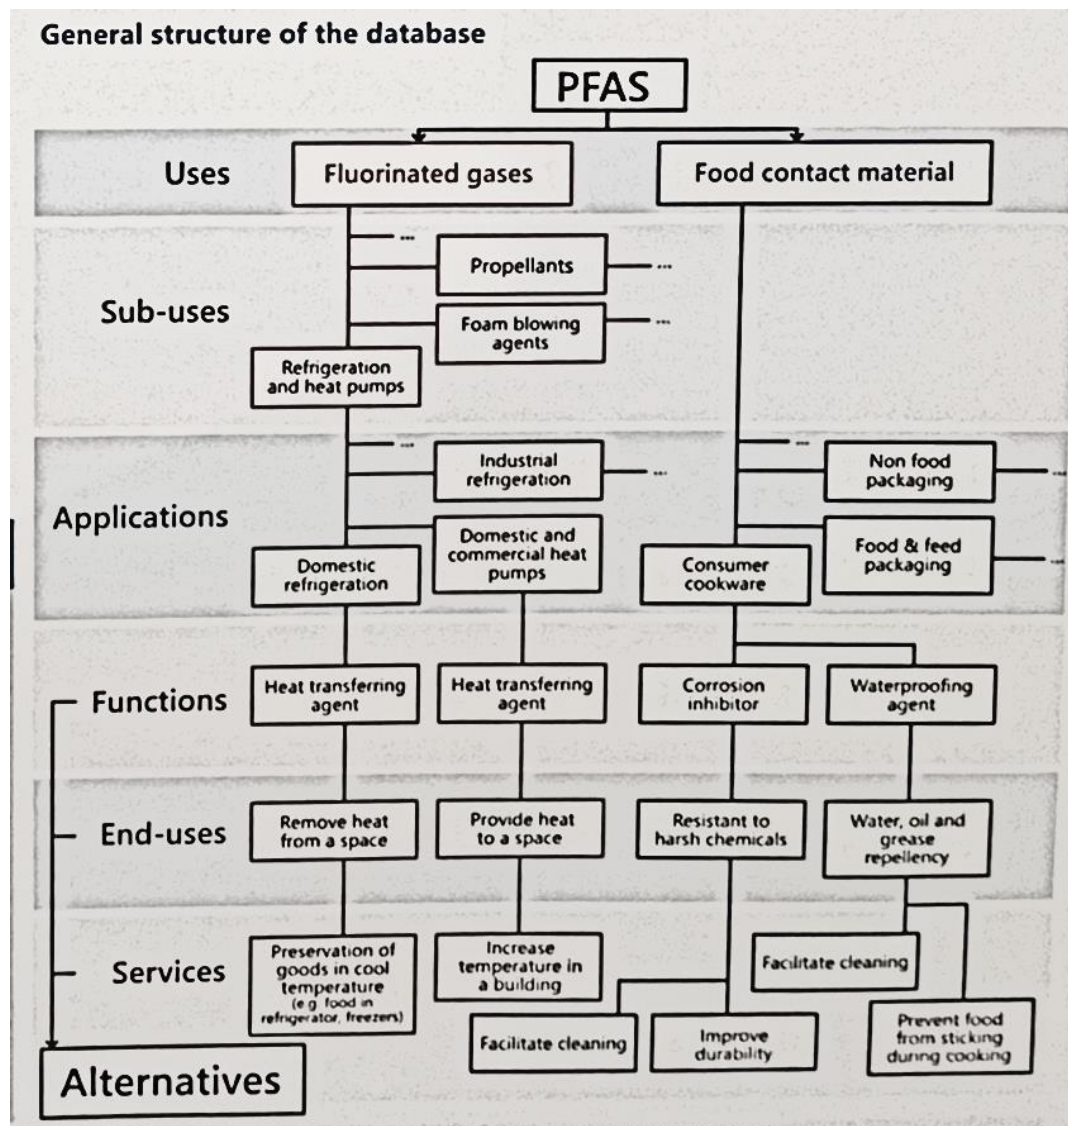 General structure of the database
PFAS
Uses
Fluorinated gases
Food contact material
...
Propellants
...
Sub-uses
Foam blowing
agents
...
Refrigeration
and heat pumps
...
Industrial
refrigeration
...
...
Non food
packaging
...
Applications
Domestic and
commercial heat
pumps
Food & feed
packaging
...
Domestic
refrigeration
Consumer
cookware
Functions
Heat transferring
agent
Heat transferring
agent
Corrosion
inhibitor
Waterproofing
agent
End-uses
Remove heat
from a space
Provide heat
to a space
Resistant to
harsh chemicals
Water, oil and
grease
repellency
Services
Preservation of
goods in cool
temperature
(e g food in
refrigerator, freezers)
Increase
temperature in
a building
Facilitate cleaning
Facilitate cleaning
Improve
durability
Prevent food
from sticking
during cooking
Alternatives